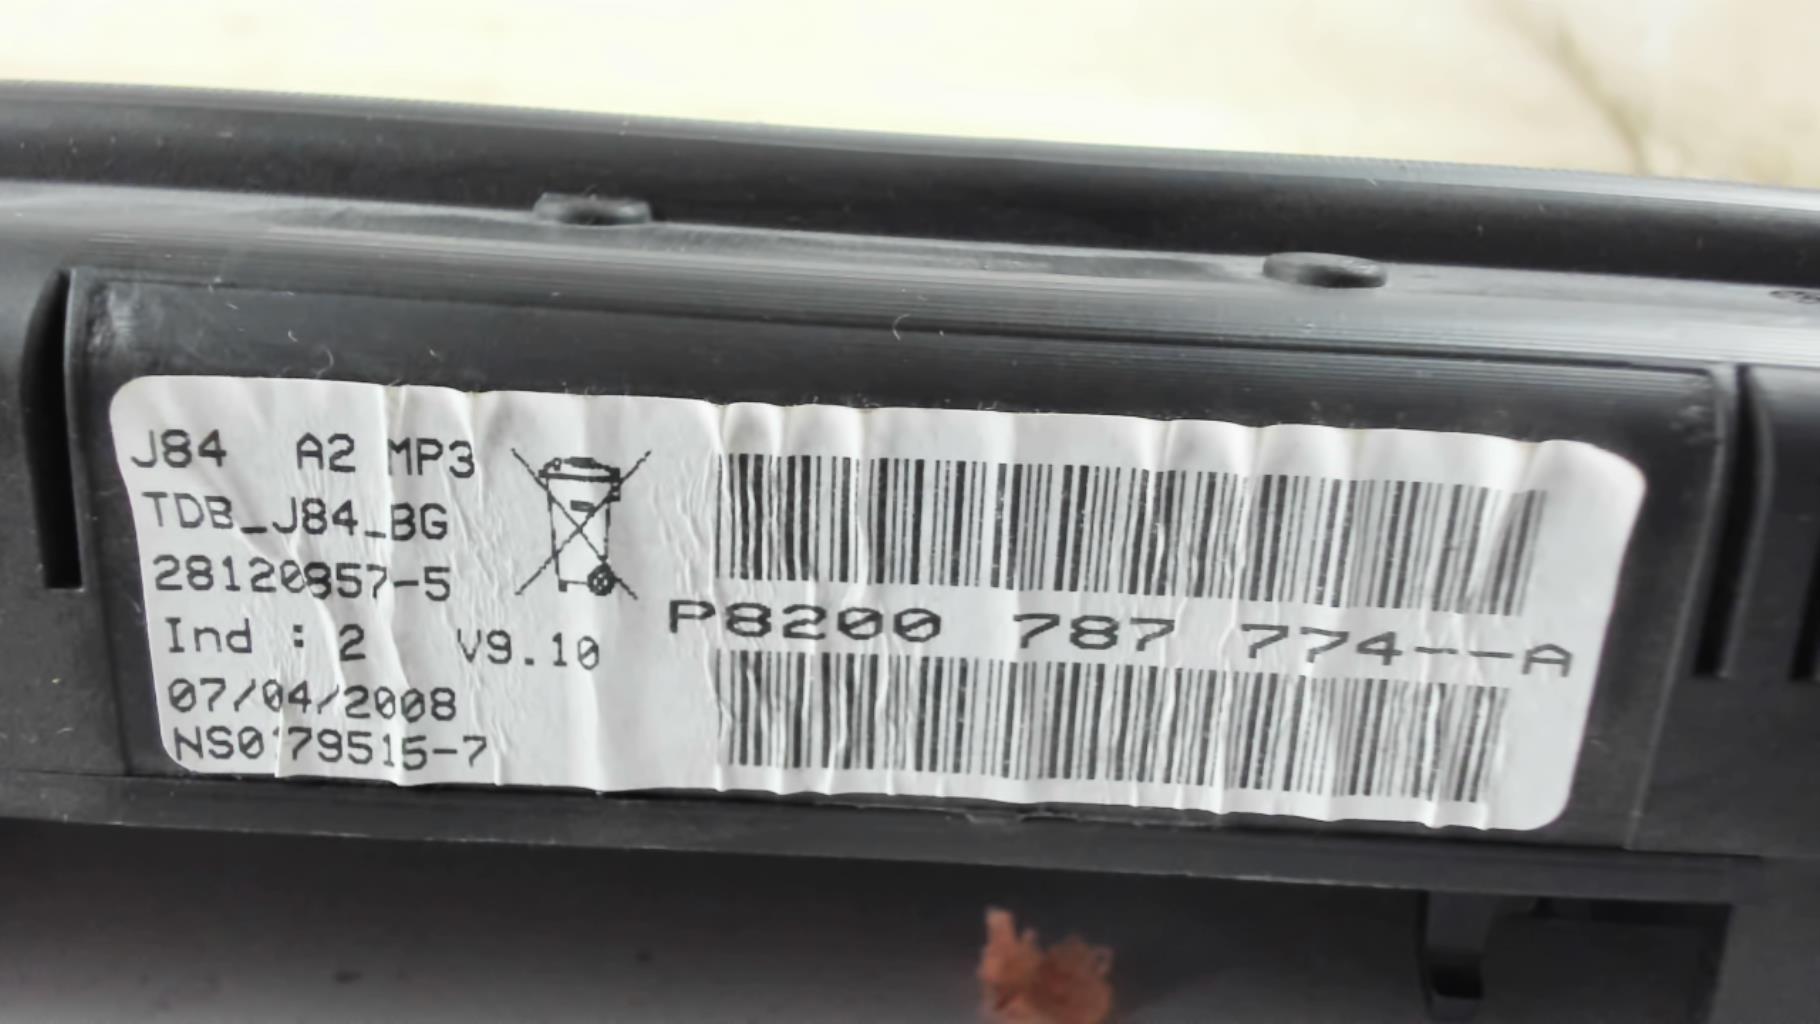 J84 A2 MP3
TDB_J84_BG
28120857-5
Ind : 2 V9.10
07/04/2008
NS0179515-7
P8200 787 774--A